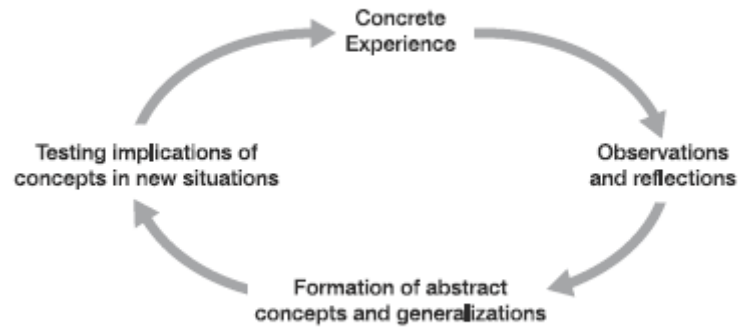 Concrete
Experience
Observations
and reflections
Formation of abstract
concepts and generalizations
Testing implications of
concepts in new situations